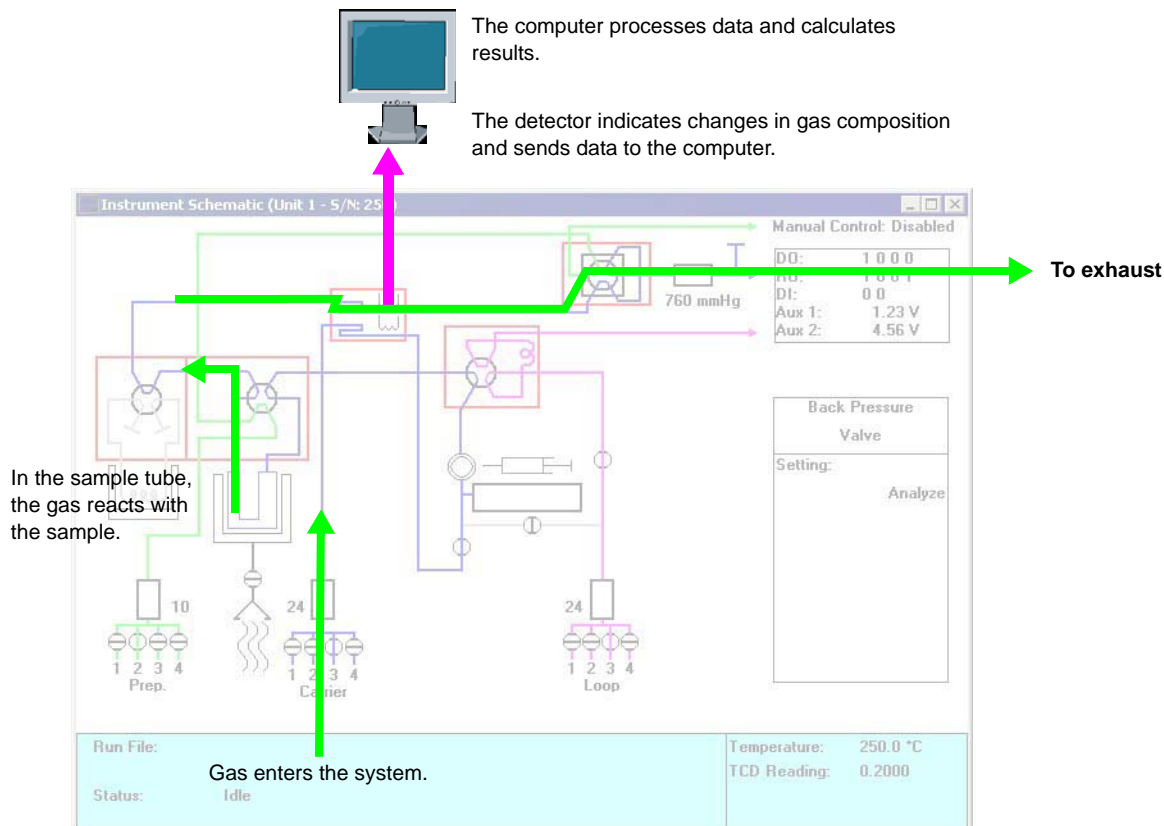 The computer processes data and calculates
results.
The detector indicates changes in gas composition
and sends data to the computer.
Instrument Schematic (Unit 1 - S/N: 25
Manual Control: Disabled
DO: 1 0 0 0
1 0 0 1
DI: 0 0
Aux 1: 1.23 V
Aux 2: 4.56 V
To exhaust
760 mmHg
Back Pressure
Valve
Setting:
Analyze
In the sample tube,
the gas reacts with
the sample.
10
24
24
1 2 3 4
Prep.
1 2 3 4
Carrier
1 2 3 4
Loop
Run File:
Gas enters the system.
Status: Idle
Temperature: 250.0 °C
TCD Reading: 0.2000